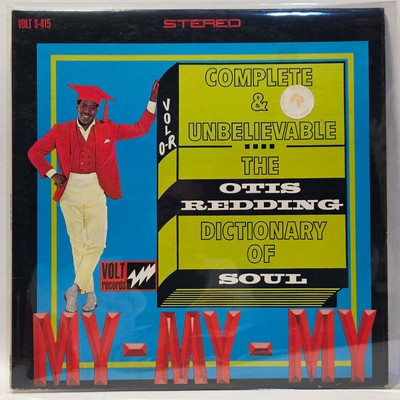 VOLT S-415
STEREO
COMPLETE
&
UNBELIEVABLE
THE
OTIS
REDDING
DICTIONARY
OF
SOUL
VOL.
O-R
VOLT
records
MY-MY-MY